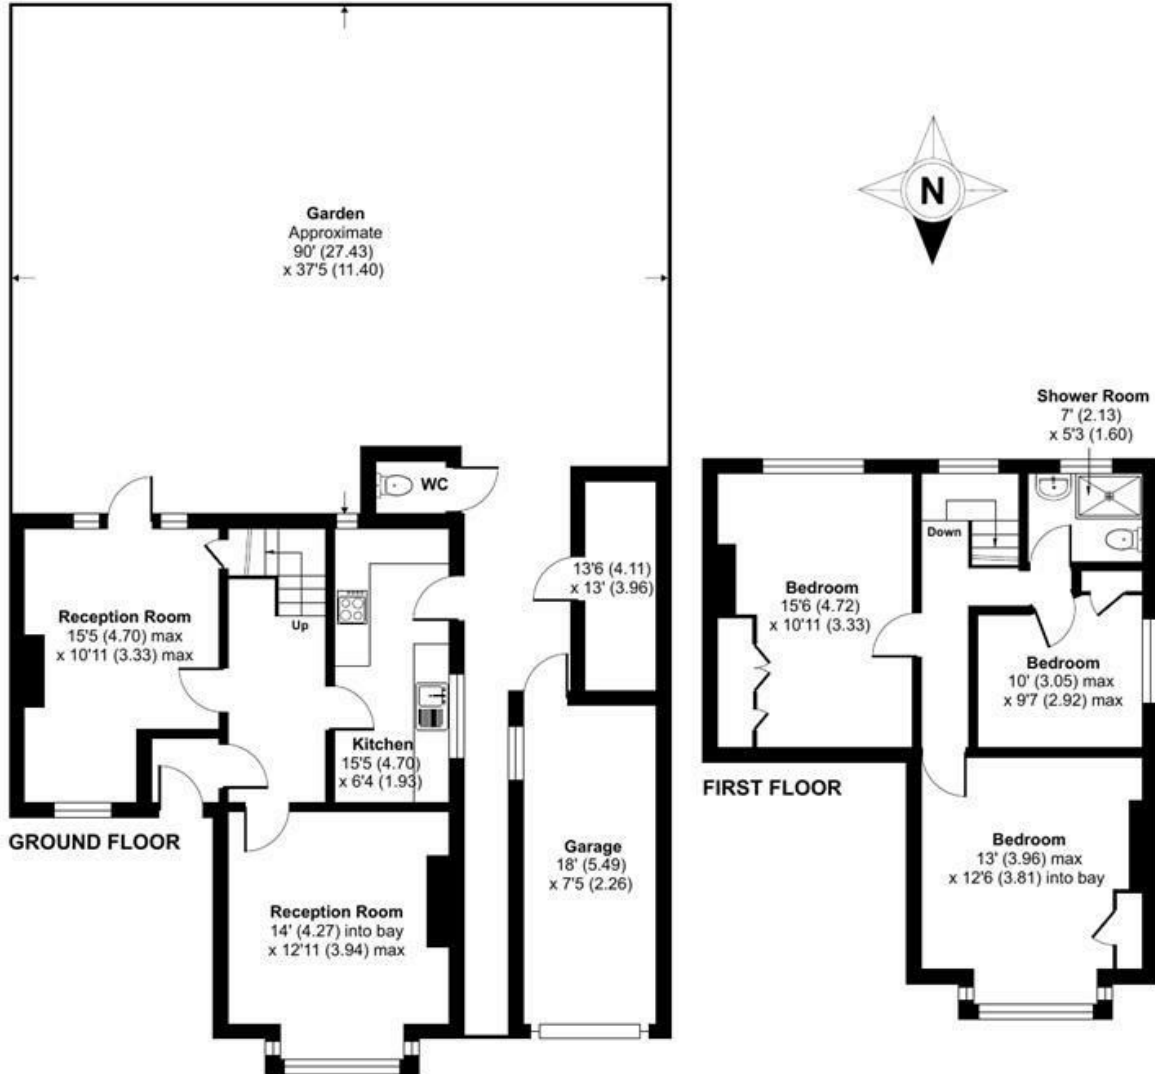 Garden
Approximate
90' (27.43)
x 37'5 (11.40)
N
WC
Reception Room
15'5 (4.70) max
x 10'11 (3.33) max
Up
13'6 (4.11)
x 13' (3.96)
Kitchen
15'5 (4.70)
x 6'4 (1.93)
GROUND FLOOR
Reception Room
14' (4.27) into bay
x 12'11 (3.94) max
Garage
18' (5.49)
x 7'5 (2.26)
Shower Room
7' (2.13)
x 5'3 (1.60)
Down
Bedroom
15'6 (4.72)
x 10'11 (3.33)
Bedroom
10' (3.05) max
x 9'7 (2.92) max
FIRST FLOOR
Bedroom
13' (3.96) max
x 12'6 (3.81) into bay